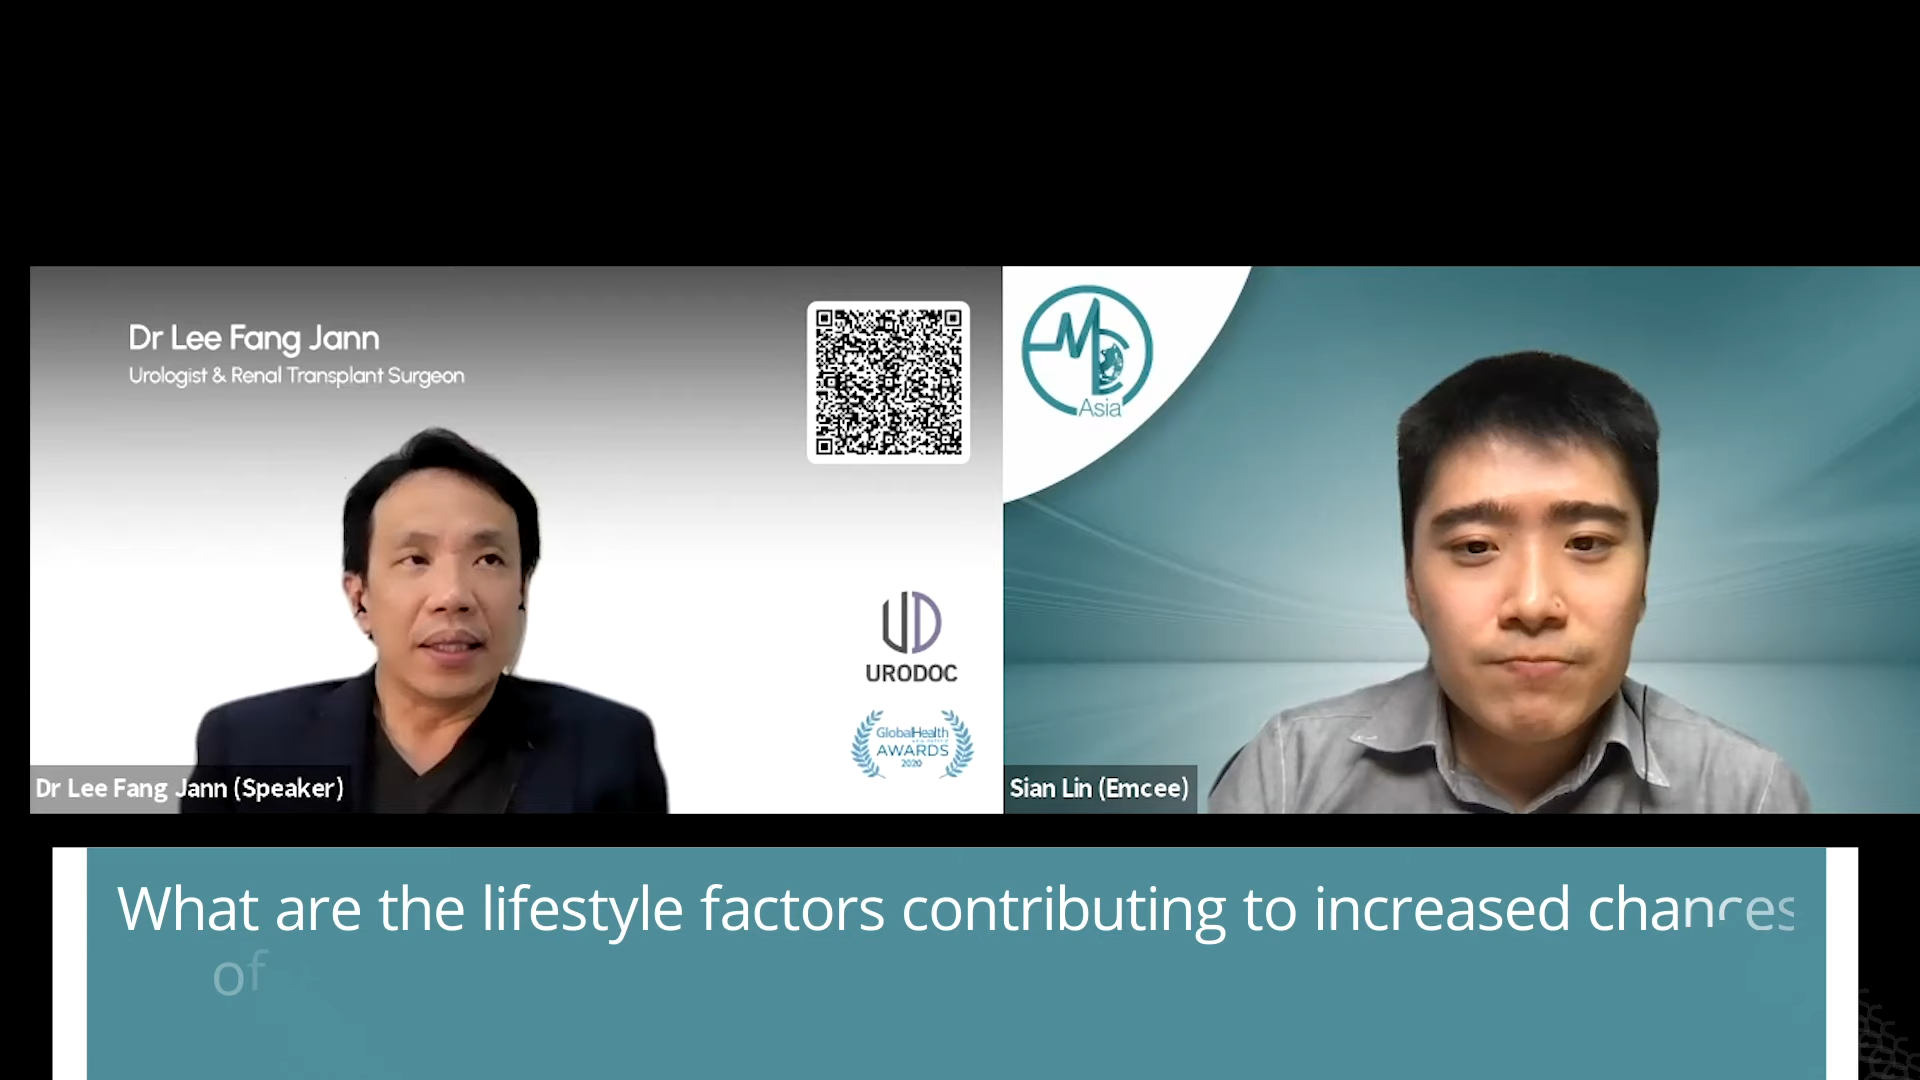 Dr Lee Fang Jann
Urologist & Renal Transplant Surgeon
URODOC
GlobalHealth
AWARDS
2020
Dr Lee Fang Jann (Speaker)
Asia
Sian Lin (Emcee)
What are the lifestyle factors contributing to increased chances
of